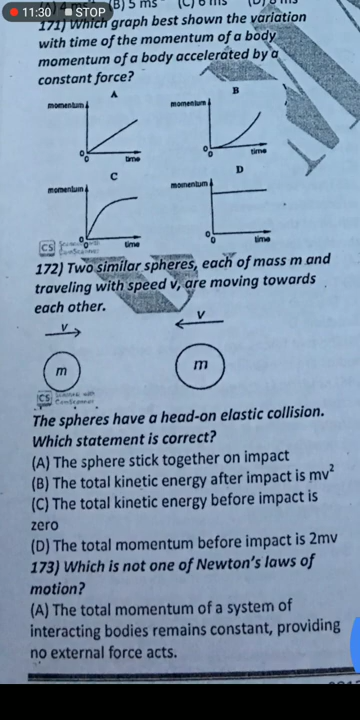 11:30 STOP
(B) 5 ms (C) 6 ms
171) Which graph best shown the variation
with time of the momentum of a body
momentum of a body accelerated by a
constant force?
A B
momentum momentum
0 0 time 0 0 time
C D
momentum momentum
0 time 0 0 time
CS
172) Two similar spheres, each of mass m and
traveling with speed v, are moving towards
each other.
v v
m m
CS Scanned with
CamScanner
The spheres have a head-on elastic collision.
Which statement is correct?
(A) The sphere stick together on impact
(B) The total kinetic energy after impact is mv²
(C) The total kinetic energy before impact is
zero
(D) The total momentum before impact is 2mv
173) Which is not one of Newton's laws of
motion?
(A) The total momentum of a system of
interacting bodies remains constant, providing
no external force acts.